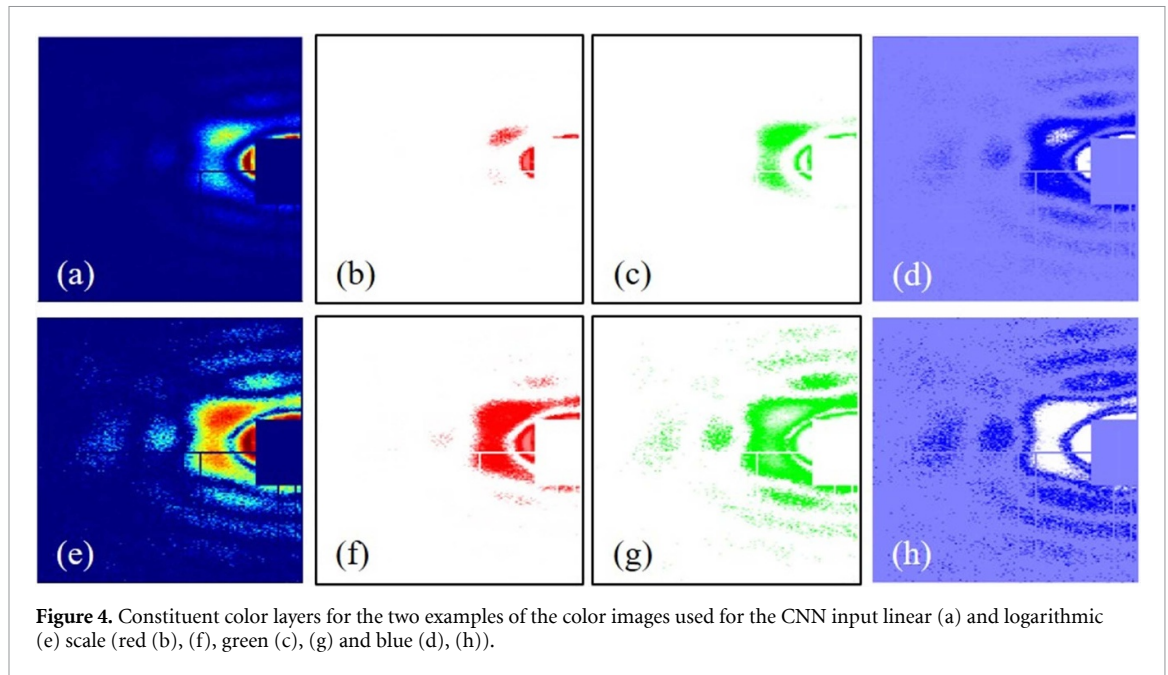 (a)
(b)
(c)
(d)
(e)
(f)
(g)
(h)
Figure 4. Constituent color layers for the two examples of the color images used for the CNN input linear (a) and logarithmic
(e) scale (red (b), (f), green (c), (g) and blue (d), (h)).